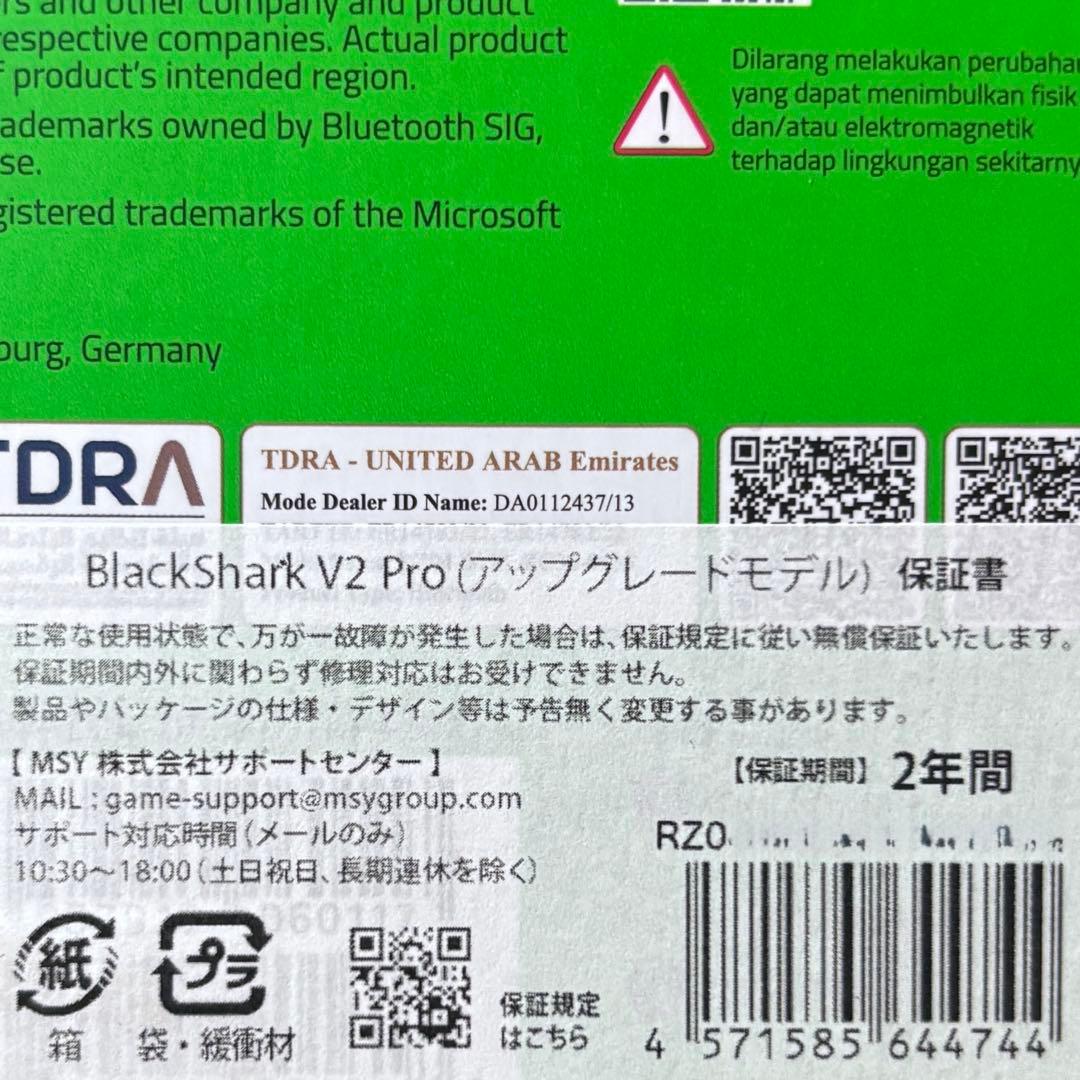 rs and other company and product
respective companies. Actual product
f product's intended region.
ademarks owned by Bluetooth SIG,
se.
gistered trademarks of the Microsoft
burg, Germany
Dilarang melakukan perubahan
yang dapat menimbulkan fisik
dan/atau elektromagnetik
terhadap lingkungan sekitarny
TDRA
TDRA - UNITED ARAB Emirates
Mode Dealer ID Name: DA0112437/13
BlackShark V2 Pro (アップグレードモデル) 保証書
正常な使用状態で、万が一故障が発生した場合は、保証規定に従い無償保証いたします。
保証期間内外に関わらず修理対応はお受けできません。
製品やパッケージの仕様・デザイン等は予告無く変更する事があります。
【 MSY 株式会社サポートセンター 】
MAIL : game-support@msygroup.com
サポート対応時間（メールのみ）
10:30～18:00（土日祝日、長期連休を除く）
【保証期間】 2年間
RZ0
紙
箱
プラ
袋・緩衝材
保証規定
はこちら
4 571585 644744